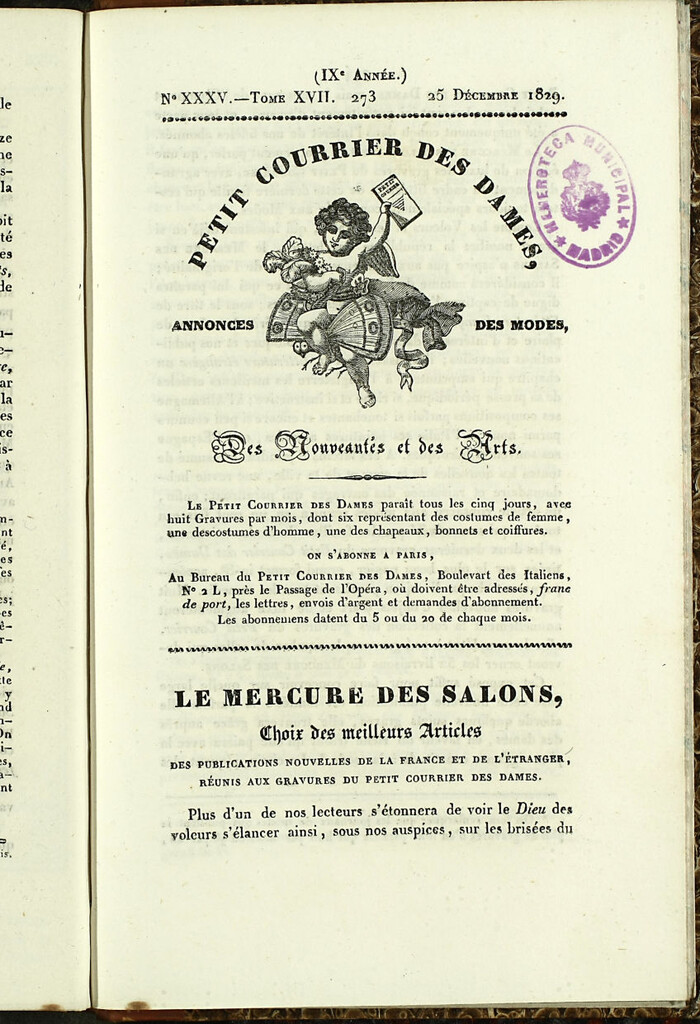 (IXe Année.)
No XXXV.—Tome XVII. 273 25 Décembre 1829.
PETIT COURRIER DES DAMES,
PETIT
HEMEROTECA MUNICIPAL
★ MADRID ★
ANNONCES DES MODES,
Des Nouveautés et des Arts.
Le Petit Courrier des Dames paraît tous les cinq jours, avec
huit Gravures par mois, dont six représentant des costumes de femme,
une descostumes d'homme, une des chapeaux, bonnets et coiffures.
ON S'ABONNE A PARIS,
Au Bureau du Petit Courrier des Dames, Boulevart des Italiens,
No 2 L, près le Passage de l'Opéra, où doivent être adressés, franc
de port, les lettres, envois d'argent et demandes d'abonnement.
Les abonnemens datent du 5 ou du 20 de chaque mois.
LE MERCURE DES SALONS,
Choix des meilleurs Articles
DES PUBLICATIONS NOUVELLES DE LA FRANCE ET DE L'ÉTRANGER,
RÉUNIS AUX GRAVURES DU PETIT COURRIER DES DAMES.
Plus d'un de nos lecteurs s'étonnera de voir le Dieu des
voleurs s'élancer ainsi, sous nos auspices, sur les brisées du